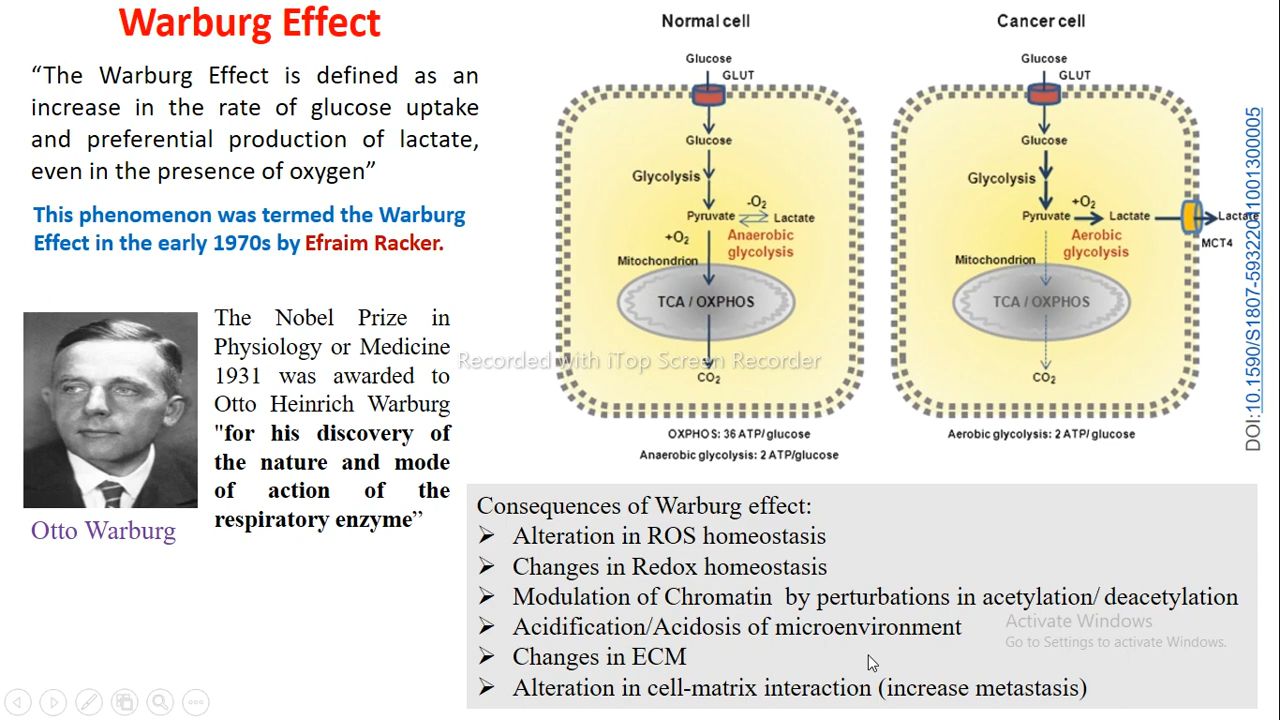 Warburg Effect
“The Warburg Effect is defined as an
increase in the rate of glucose uptake
and preferential production of lactate,
even in the presence of oxygen”
This phenomenon was termed the Warburg
Effect in the early 1970s by Efraim Racker.
Otto Warburg
The Nobel Prize in
Physiology or Medicine
1931 was awarded to
Otto Heinrich Warburg
"for his discovery of
the nature and mode
of action of the
respiratory enzyme”
Normal cell
Glucose
GLUT
Glucose
Glycolysis
-O₂
Pyruvate
Lactate
+O₂
Anaerobic
glycolysis
Mitochondrion
TCA / OXPHOS
CO₂
OXPHOS: 36 ATP/glucose
Anaerobic glycolysis: 2 ATP/glucose
Cancer cell
Glucose
GLUT
Glucose
Glycolysis
+O₂
Pyruvate
Lactate
Lactate
MCT4
Aerobic
glycolysis
Mitochondrion
TCA / OXPHOS
CO₂
Aerobic glycolysis: 2 ATP/glucose
DOI:10.1590/S1807-59322011001300005
Recorded with iTop Screen Recorder
Consequences of Warburg effect:
➢ Alteration in ROS homeostasis
➢ Changes in Redox homeostasis
➢ Modulation of Chromatin by perturbations in acetylation/ deacetylation
➢ Acidification/Acidosis of microenvironment
➢ Changes in ECM
➢ Alteration in cell-matrix interaction (increase metastasis)
Activate Windows
Go to Settings to activate Windows.